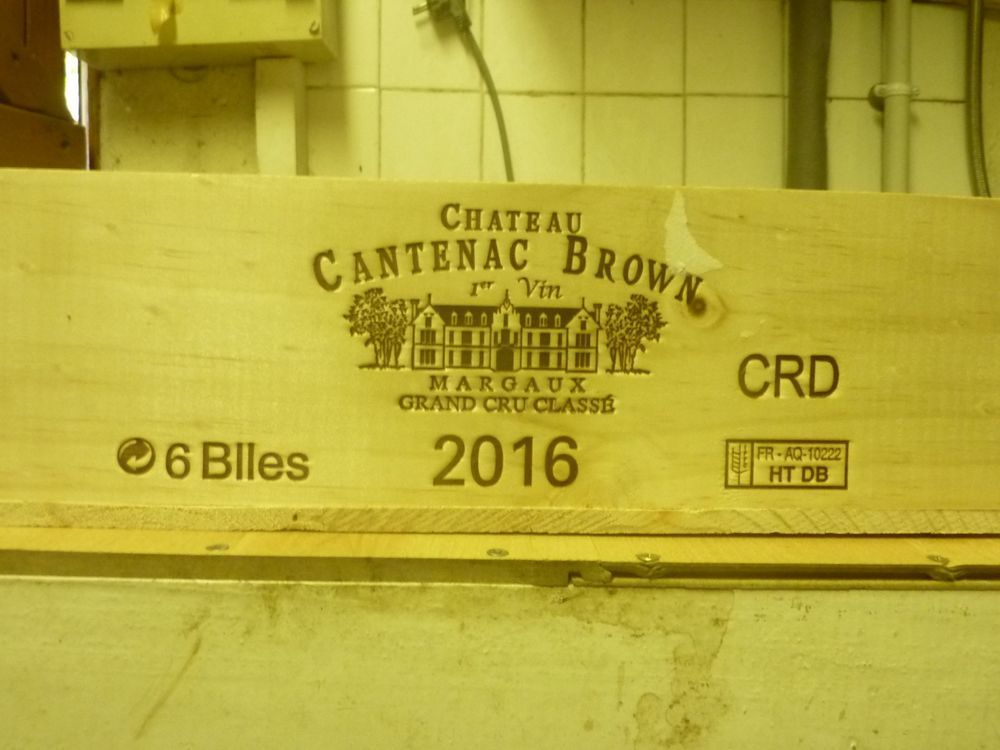 CHATEAU
CANTENAC BROWN
1er Vin
MARGAUX
GRAND CRU CLASSÉ
CRD
6 Blles
2016
FR - AQ-10222
HT DB